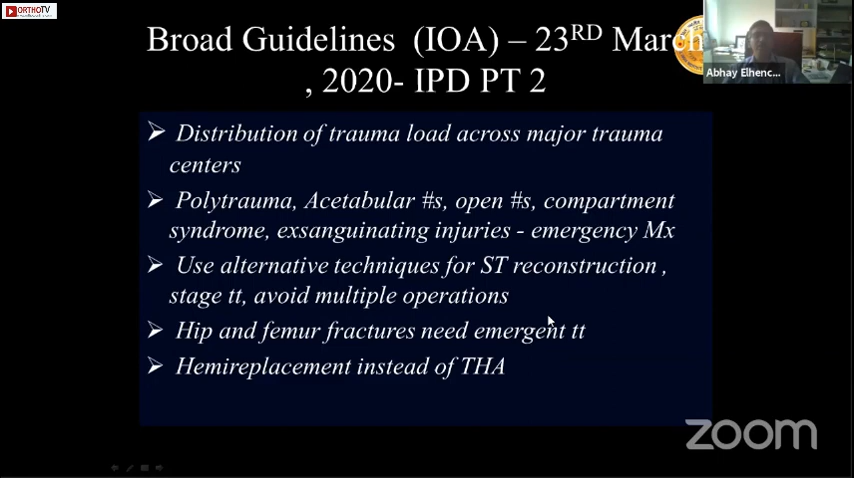 ORTHOTV
Broad Guidelines (IOA) – 23RD March
, 2020- IPD PT 2
Abhay Elhenc...
➢ Distribution of trauma load across major trauma
centers
➢ Polytrauma, Acetabular #s, open #s, compartment
syndrome, exsanguinating injuries - emergency Mx
➢ Use alternative techniques for ST reconstruction ,
stage tt, avoid multiple operations
➢ Hip and femur fractures need emergent tt
➢ Hemireplacement instead of THA
zoom